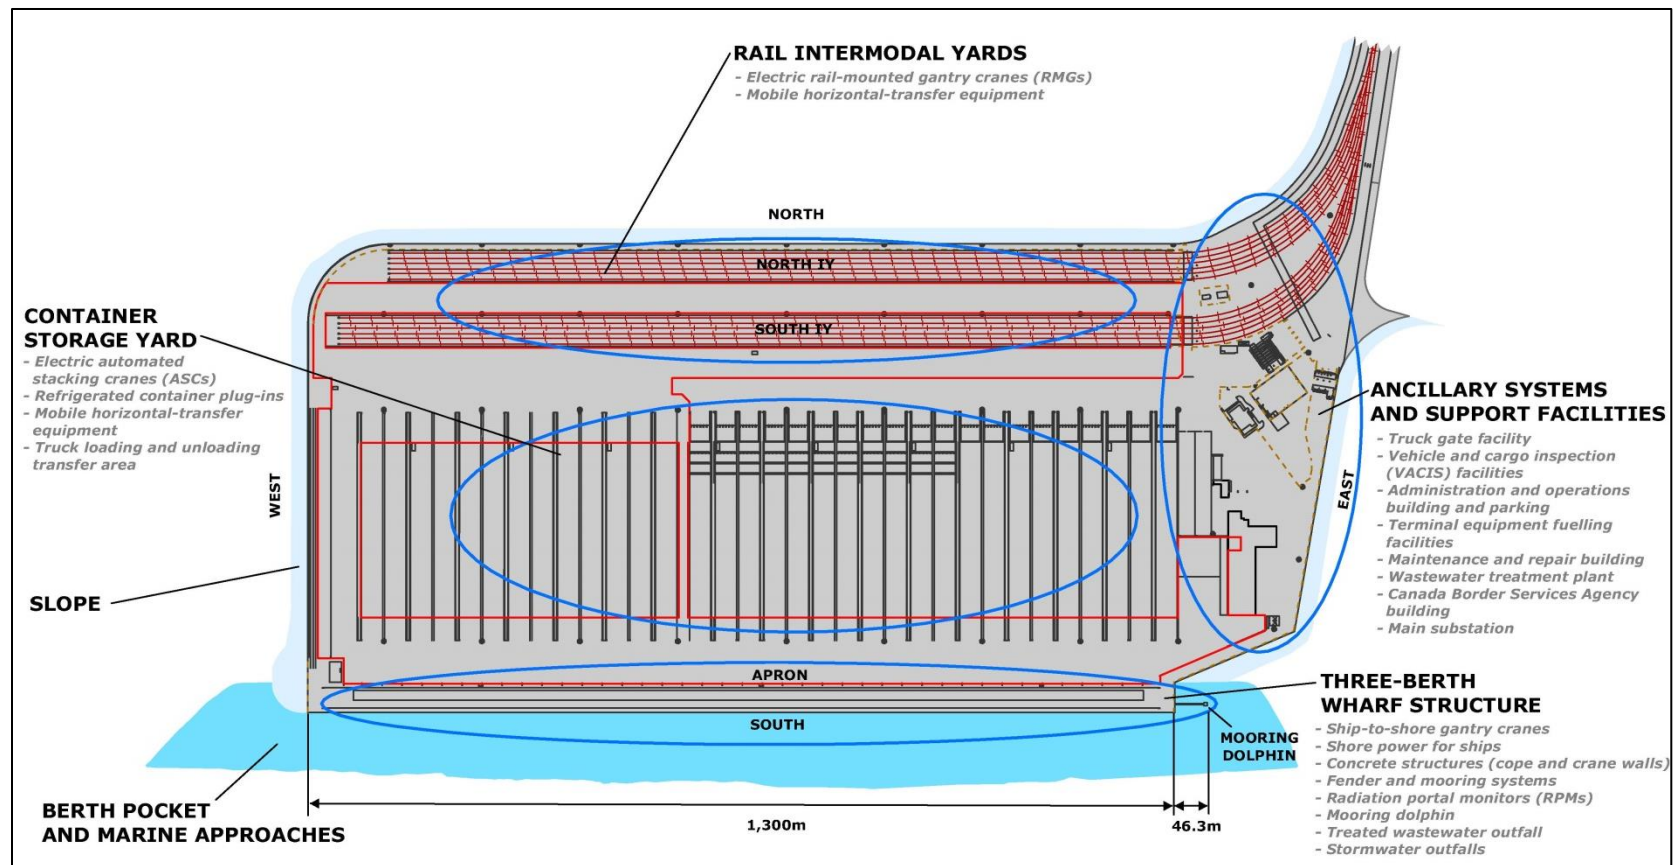 RAIL INTERMODAL YARDS
- Electric rail-mounted gantry cranes (RMGs)
- Mobile horizontal-transfer equipment
NORTH
NORTH IY
SOUTH IY
CONTAINER
STORAGE YARD
- Electric automated
stacking cranes (ASCs)
- Refrigerated container plug-ins
- Mobile horizontal-transfer
equipment
- Truck loading and unloading
transfer area
WEST
EAST
ANCILLARY SYSTEMS
AND SUPPORT FACILITIES
- Truck gate facility
- Vehicle and cargo inspection
(VACIS) facilities
- Administration and operations
building and parking
- Terminal equipment fuelling
facilities
- Maintenance and repair building
- Wastewater treatment plant
- Canada Border Services Agency
building
- Main substation
SLOPE
APRON
SOUTH
MOORING
DOLPHIN
THREE-BERTH
WHARF STRUCTURE
- Ship-to-shore gantry cranes
- Shore power for ships
- Concrete structures (cope and crane walls)
- Fender and mooring systems
- Radiation portal monitors (RPMs)
- Mooring dolphin
- Treated wastewater outfall
- Stormwater outfalls
BERTH POCKET
AND MARINE APPROACHES
1,300m
46.3m